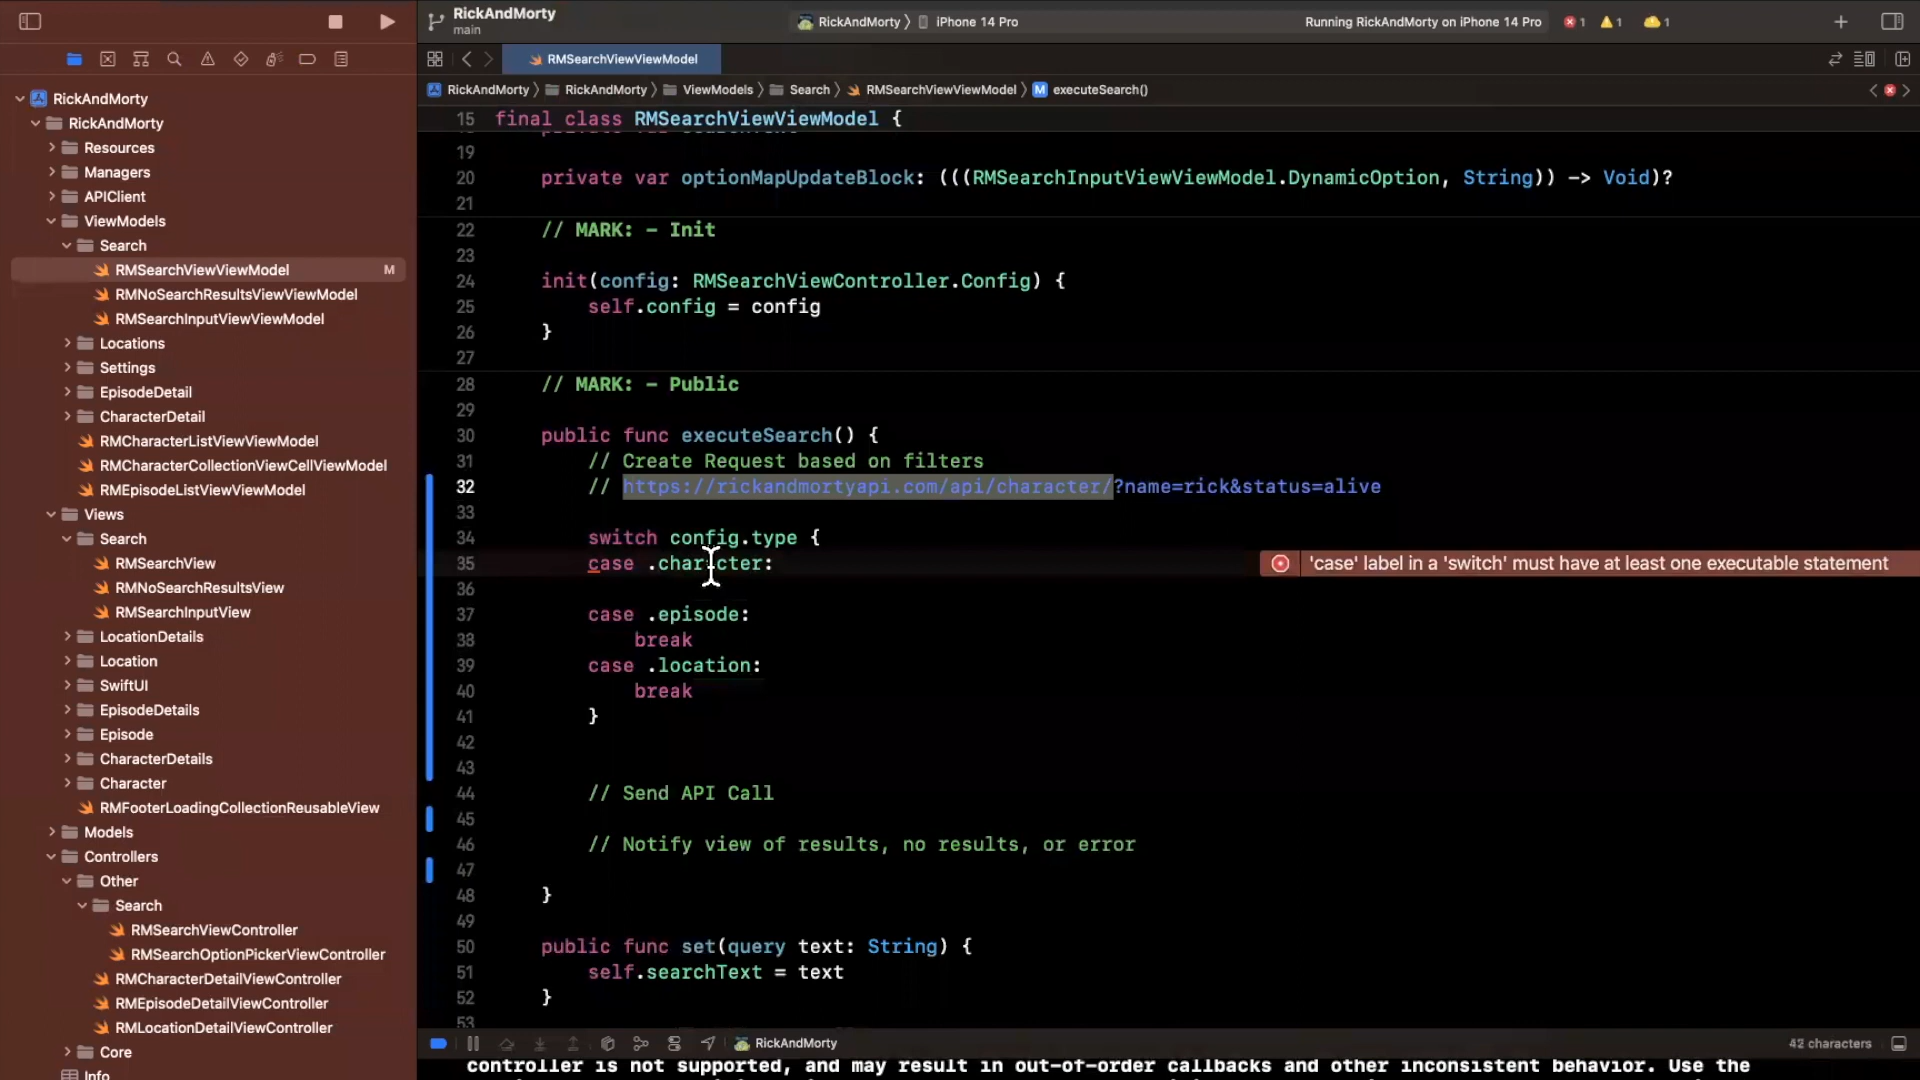 RickAndMorty
main
RickAndMorty 〉 iPhone 14 Pro
Running RickAndMorty on iPhone 14 Pro
1
1
1
RMSearchViewViewModel
RickAndMorty 〉 RickAndMorty 〉 ViewModels 〉 Search 〉 RMSearchViewViewModel 〉 M executeSearch()
RickAndMorty
RickAndMorty
Resources
Managers
APIClient
ViewModels
Search
RMSearchViewViewModel M
RMNoSearchResultsViewViewModel
RMSearchInputViewViewModel
Locations
Settings
EpisodeDetail
CharacterDetail
RMCharacterListViewViewModel
RMCharacterCollectionViewCellViewModel
RMEpisodeListViewViewModel
Views
Search
RMSearchView
RMNoSearchResultsView
RMSearchInputView
LocationDetails
Location
SwiftUI
EpisodeDetails
Episode
CharacterDetails
Character
RMFooterLoadingCollectionReusableView
Models
Controllers
Other
Search
RMSearchViewController
RMSearchOptionPickerViewController
RMCharacterDetailViewController
RMEpisodeDetailViewController
RMLocationDetailViewController
Core
Info
15 final class RMSearchViewViewModel {
19
20 private var optionMapUpdateBlock: (((RMSearchInputViewViewModel.DynamicOption, String)) -> Void)?
21
22 // MARK: - Init
23
24 init(config: RMSearchViewController.Config) {
25 self.config = config
26 }
27
28 // MARK: - Public
29
30 public func executeSearch() {
31 // Create Request based on filters
32 // https://rickandmortyapi.com/api/character/?name=rick&status=alive
33
34 switch config.type {
35 case .character: 'case' label in a 'switch' must have at least one executable statement
36
37 case .episode:
38 break
39 case .location:
40 break
41 }
42
43
44 // Send API Call
45
46 // Notify view of results, no results, or error
47
48 }
49
50 public func set(query text: String) {
51 self.searchText = text
52 }
53
RickAndMorty
42 characters
controller is not supported, and may result in out-of-order callbacks and other inconsistent behavior. Use the